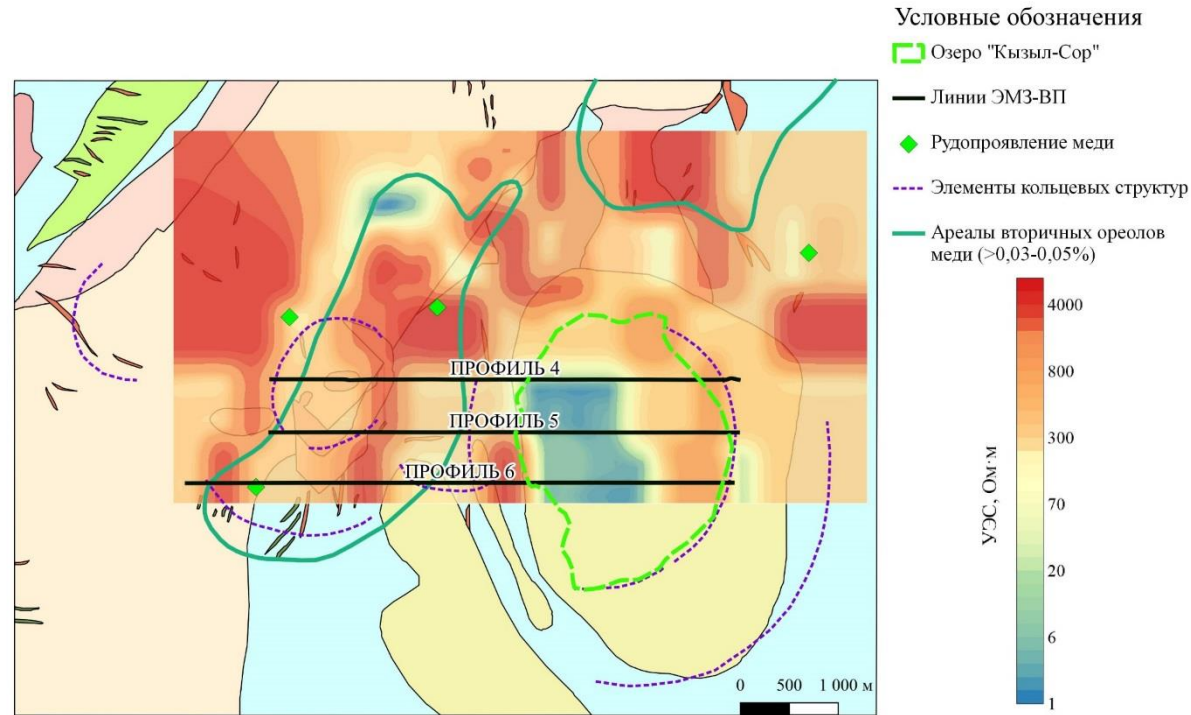 Условные обозначения
Озеро "Кызыл-Сор"
Линии ЭМЗ-ВП
Рудопроявление меди
Элементы кольцевых структур
Ареалы вторичных ореолов
меди (>0,03-0,05%)
ПРОФИЛЬ 4
ПРОФИЛЬ 5
ПРОФИЛЬ 6
УЭС, Ом·м
4000
800
300
70
20
6
1
0 500 1 000 м